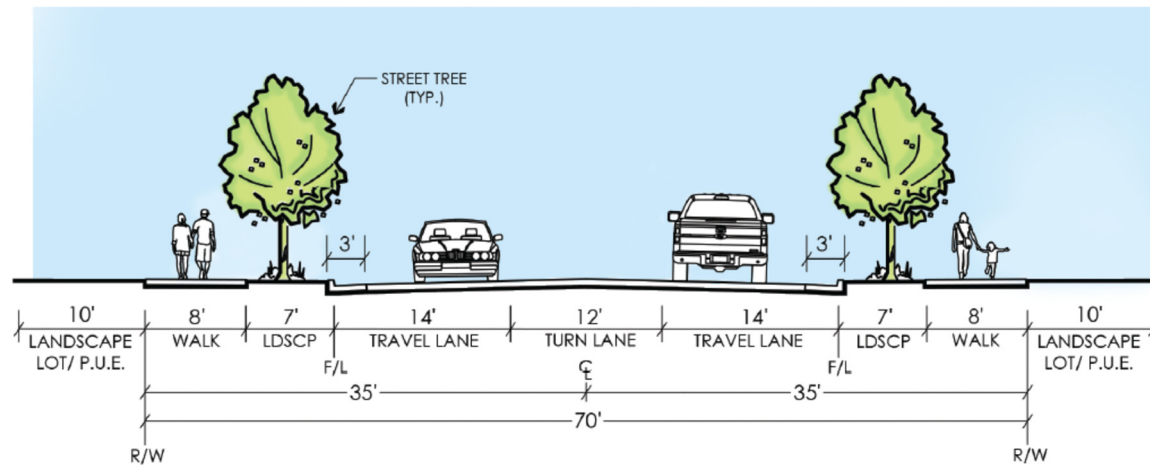 STREET TREE
(TYP.)
3'
3'
10'
8'
7'
14'
12'
14'
7'
8'
10'
LANDSCAPE
LOT/ P.U.E.
WALK
LDSCP
TRAVEL LANE
TURN LANE
TRAVEL LANE
LDSCP
WALK
LANDSCAPE
LOT/ P.U.E.
F/L
℄
F/L
35'
35'
70'
R/W
R/W